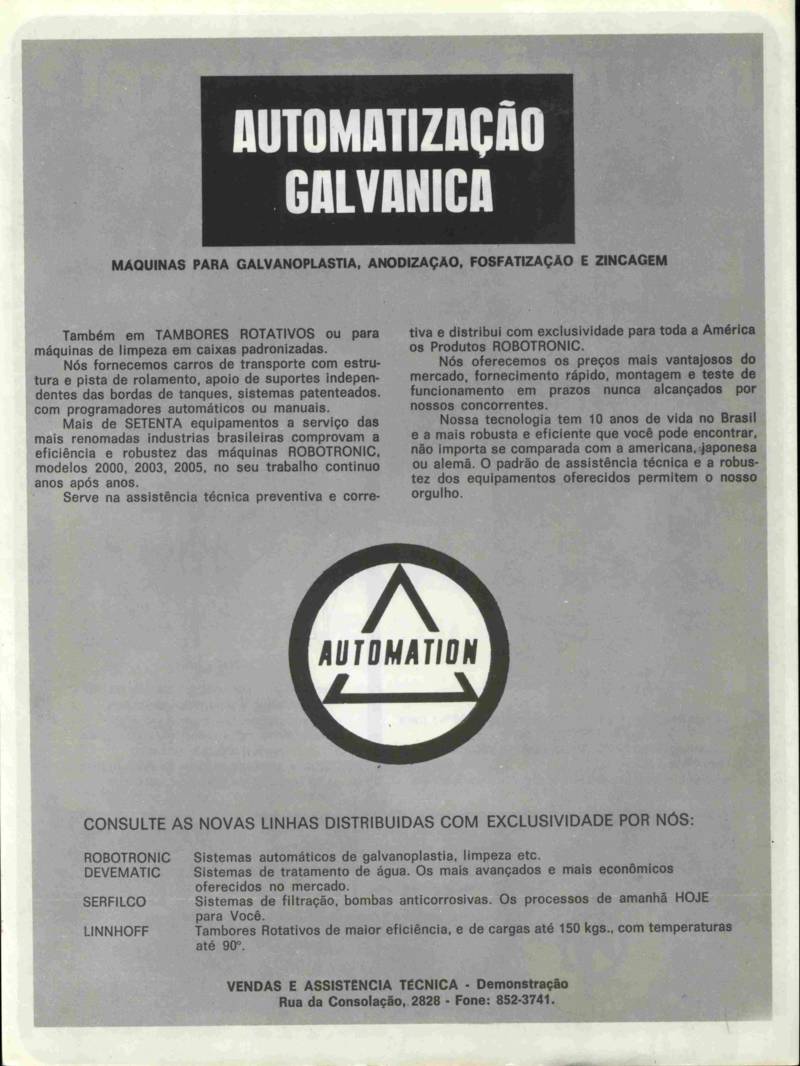 AUTOMATIZAÇÃO
GALVANICA
MAQUINAS PARA GALVANOPLASTIA, ANODIZAÇÃO, FOSFATIZAÇÃO E ZINCAGEM
Também em TAMBORES ROTATIVOS ou para
máquinas de limpeza em caixas padronizadas.
Nós fornecemos carros de transporte com estru-
tura e pista de rolamento, apoio de suportes indepen-
dentes das bordas de tanques, sistemas patenteados.
com programadores automáticos ou manuais.
Mais de SETENTA equipamentos a serviço das
mais renomadas industrias brasileiras comprovam a
eficiência e robustez das máquinas ROBOTRONIC,
modelos 2000, 2003, 2005, no seu trabalho continuo
anos após anos.
Serve na assistência técnica preventiva e corre-
tiva e distribui com exclusividade para toda a América
os Produtos ROBOTRONIC.
Nós oferecemos os preços mais vantajosos do
mercado, fornecimento rápido, montagem e teste de
funcionamento em prazos nunca alcançados por
nossos concorrentes.
Nossa tecnologia tem 10 anos de vida no Brasil
e a mais robusta e eficiente que você pode encontrar,
não importa se comparada com a americana, japonesa
ou alemã. O padrão de assistência técnica e a robus-
tez dos equipamentos oferecidos permitem o nosso
orgulho.
AUTOMATION
CONSULTE AS NOVAS LINHAS DISTRIBUIDAS COM EXCLUSIVIDADE POR NÓS:
ROBOTRONIC Sistemas automáticos de galvanoplastia, limpeza etc.
DEVEMATIC Sistemas de tratamento de água. Os mais avançados e mais econômicos
oferecidos no mercado.
SERFILCO Sistemas de filtração, bombas anticorrosivas. Os processos de amanhã HOJE
para Você.
LINNHOFF Tambores Rotativos de maior eficiência, e de cargas até 150 kgs., com temperaturas
até 90°.
VENDAS E ASSISTÊNCIA TÉCNICA - Demonstração
Rua da Consolação, 2828 - Fone: 852-3741.